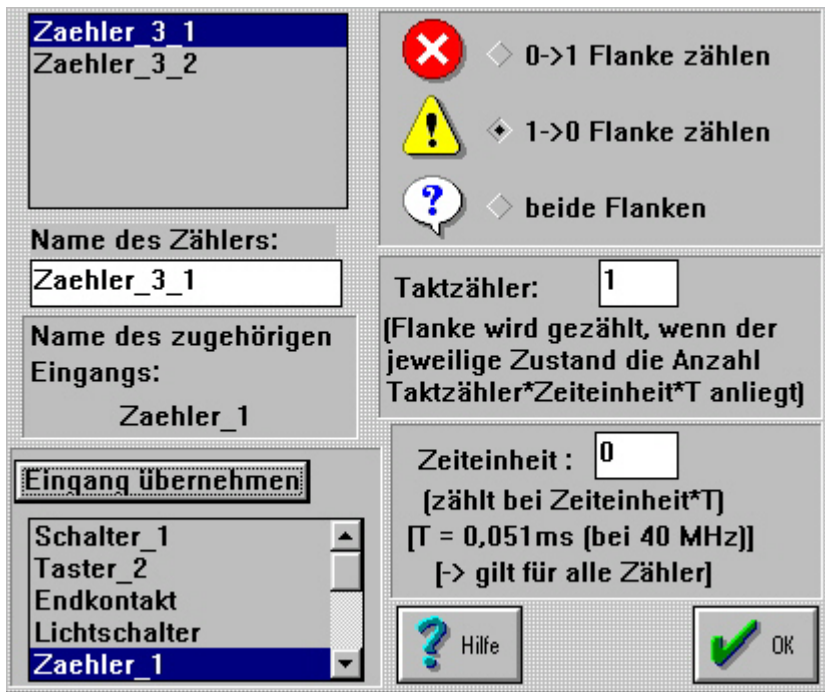 Zaehler_3_1
Zaehler_3_2
Name des Zählers:
Zaehler_3_1
Name des zugehörigen
Eingangs:
Zaehler_1
Eingang übernehmen
Schalter_1
Taster_2
Endkontakt
Lichtschalter
Zaehler_1
0->1 Flanke zählen
1->0 Flanke zählen
beide Flanken
Taktzähler: 1
(Flanke wird gezählt, wenn der
jeweilige Zustand die Anzahl
Taktzähler*Zeiteinheit*T anliegt)
Zeiteinheit : 0
(zählt bei Zeiteinheit*T)
[T = 0,051ms (bei 40 MHz)]
[-> gilt für alle Zähler]
Hilfe
OK